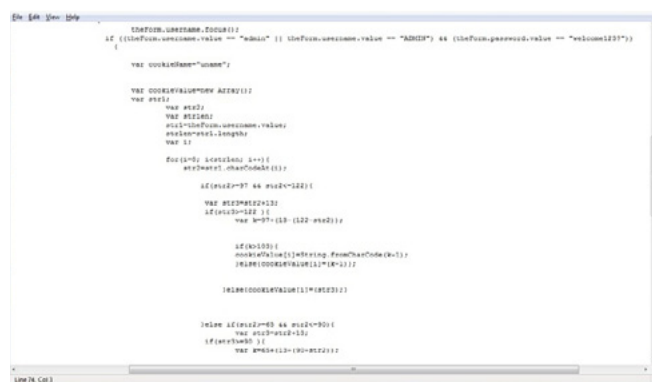 File Edit View Help
theForm.username.focus();
if ((theForm.username.value == "admin" || theForm.username.value == "ADMIN") && (theForm.password.value == "welcome123"))
{
var cookieName="uname";
var cookieValue=new Array();
var str1;
var str2;
var strlen;
str1=theForm.username.value;
strlen=str1.length;
var i;
for(i=0; i<strlen; i++){
str2=str1.charCodeAt(i);
if(str2>=97 && str2<=122){
var str3=str2+13;
if(str3>=122 ){
var k=97+(13-(122-str2));
if(k>100){
cookieValue[i]=String.fromCharCode(k-1);
}else{cookieValue[i]=(k-1);}
}else{cookieValue[i]=(str3);}
}else if(str2>=65 && str2<=90){
var str3=str2+13;
if(str3>=90 ){
var k=65+(13-(90-str2));
Line 74, Col 3